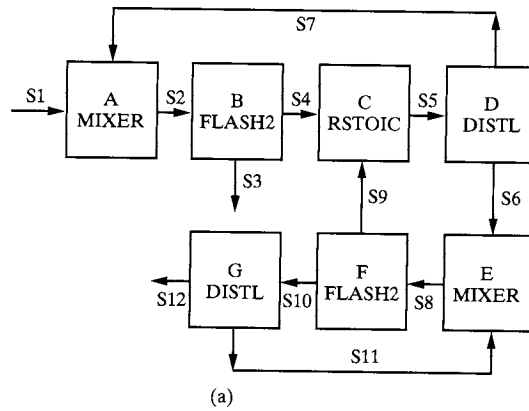 S7
S1
A
MIXER
S2
B
FLASH2
S4
C
RSTOIC
S5
D
DISTL
S3
S9
S6
G
DISTL
S12
S10
F
FLASH2
S8
E
MIXER
S11
(a)